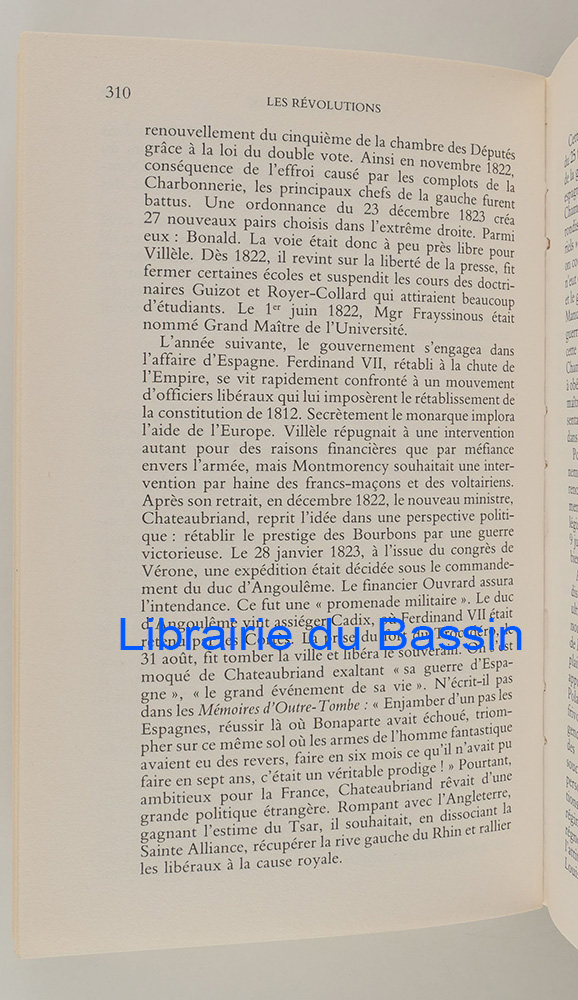 310
LES RÉVOLUTIONS
renouvellement du cinquième de la chambre des Députés
grâce à la loi du double vote. Ainsi en novembre 1822,
conséquence de l'effroi causé par les complots de la
Charbonnerie, les principaux chefs de la gauche furent
battus. Une ordonnance du 23 décembre 1823 créa
27 nouveaux pairs choisis dans l'extrême droite. Parmi
eux : Bonald. La voie était donc à peu près libre pour
Villèle. Dès 1822, il revint sur la liberté de la presse, fit
fermer certaines écoles et suspendit les cours des doctri-
naires Guizot et Royer-Collard qui attiraient beaucoup
d'étudiants. Le 1er juin 1822, Mgr Frayssinous était
nommé Grand Maître de l'Université.
L'année suivante, le gouvernement s'engagea dans
l'affaire d'Espagne. Ferdinand VII, rétabli à la chute de
l'Empire, se vit rapidement confronté à un mouvement
d'officiers libéraux qui lui imposèrent le rétablissement de
la constitution de 1812. Secrètement le monarque implora
l'aide de l'Europe. Villèle répugnait à une intervention
autant pour des raisons financières que par méfiance
envers l'armée, mais Montmorency souhaitait une inter-
vention par haine des francs-maçons et des voltairiens.
Après son retrait, en décembre 1822, le nouveau ministre,
Chateaubriand, reprit l'idée dans une perspective politi-
que : rétablir le prestige des Bourbons par une guerre
victorieuse. Le 28 janvier 1823, à l'issue du congrès de
Vérone, une expédition était décidée sous le commande-
ment du duc d'Angoulême. Le financier Ouvrard assura
l'intendance. Ce fut une « promenade militaire ». Le duc
d'Angoulême vint assiéger Cadix, où Ferdinand VII était
Librairie du Bassin
31 août, fit tomber la ville et libéra le souverain. On s'est
moqué de Chateaubriand exaltant « sa guerre d'Espa-
gne », « le grand événement de sa vie ». N'écrit-il pas
dans les Mémoires d'Outre-Tombe : « Enjamber d'un pas les
Espagnes, réussir là où Bonaparte avait échoué, triom-
pher sur ce même sol où les armes de l'homme fantastique
avaient eu des revers, faire en six mois ce qu'il n'avait pu
faire en sept ans, c'était un véritable prodige ! » Pourtant,
ambitieux pour la France, Chateaubriand rêvait d'une
grande politique étrangère. Rompant avec l'Angleterre,
gagnant l'estime du Tsar, il souhaitait, en dissociant la
Sainte Alliance, récupérer la rive gauche du Rhin et rallier
les libéraux à la cause royale.